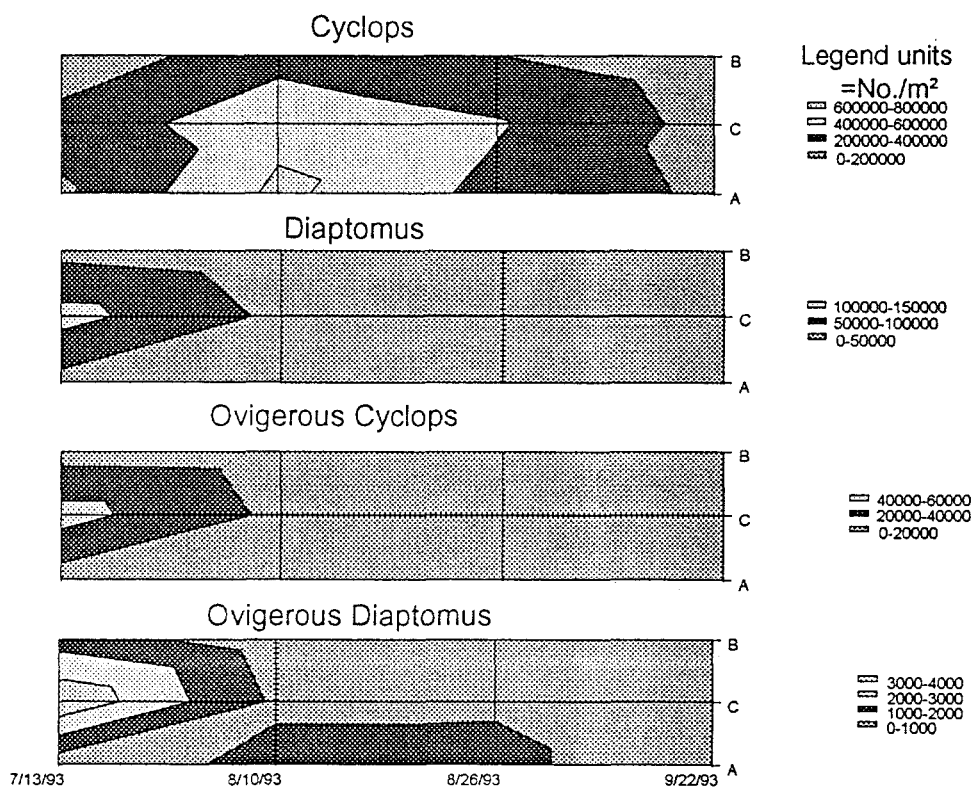 Cyclops
Legend units
=No./m²
600000-800000
400000-600000
200000-400000
0-200000
B
C
A
Diaptomus
100000-150000
50000-100000
0-50000
B
C
A
Ovigerous Cyclops
40000-60000
20000-40000
0-20000
B
C
A
Ovigerous Diaptomus
3000-4000
2000-3000
1000-2000
0-1000
B
C
A
7/13/93 8/10/93 8/26/93 9/22/93